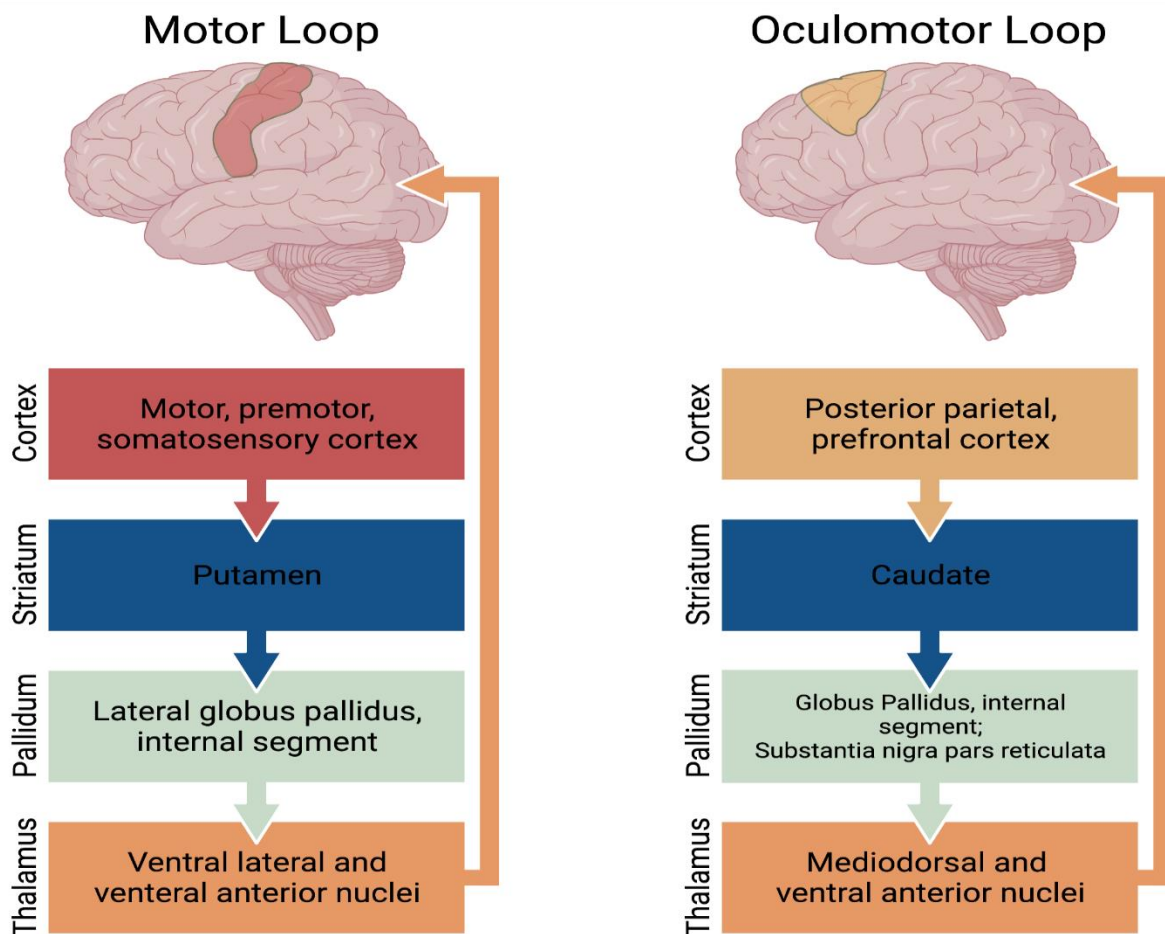 Motor Loop
Cortex
Motor, premotor,
somatosensory cortex
Striatum
Putamen
Pallidum
Lateral globus pallidus,
internal segment
Thalamus
Ventral lateral and
venteral anterior nuclei
Oculomotor Loop
Cortex
Posterior parietal,
prefrontal cortex
Striatum
Caudate
Pallidum
Globus Pallidus, internal
segment;
Substantia nigra pars reticulata
Thalamus
Mediodorsal and
ventral anterior nuclei